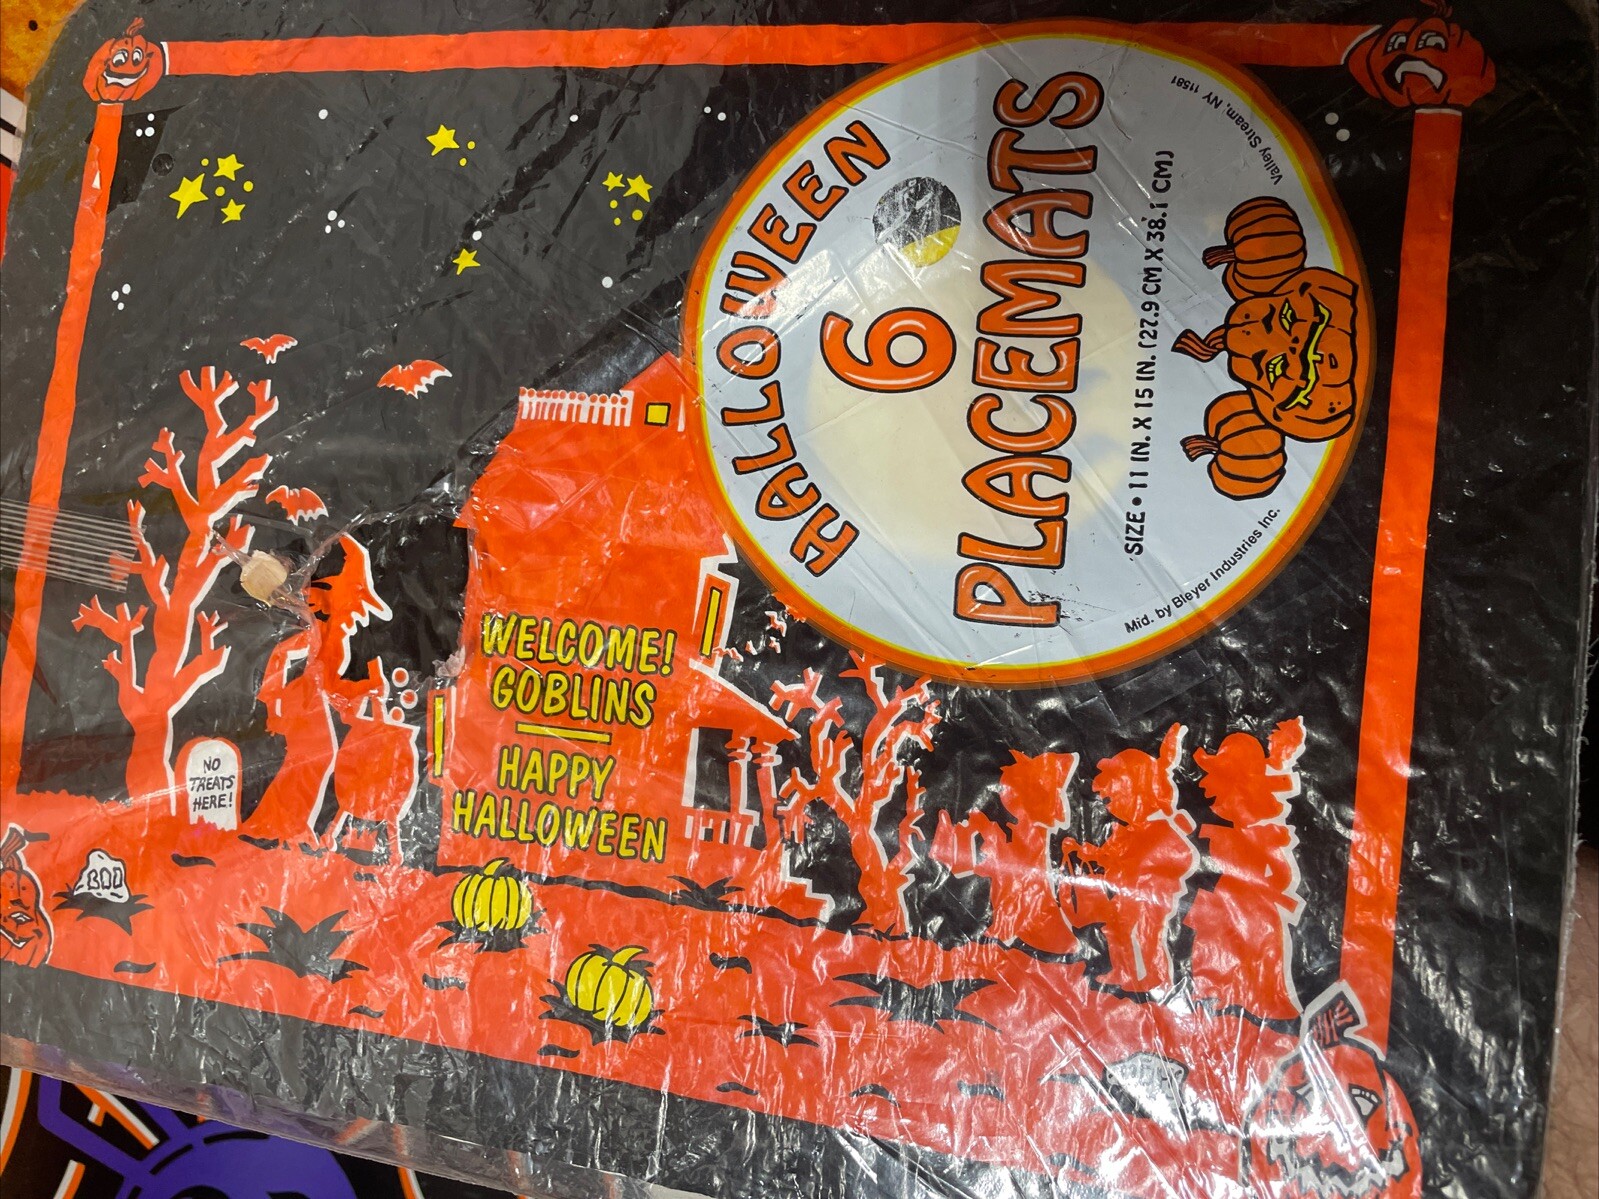 HALLOWEEN
6
PLACEMATS
SIZE • 11 IN. X 15 IN. (27.9 CM X 38.1 CM)
Mfd. by Bleyer Industries Inc.
Valley Stream, NY 11581
WELCOME!
GOBLINS
HAPPY
HALLOWEEN
NO
TREATS
HERE!
BOO